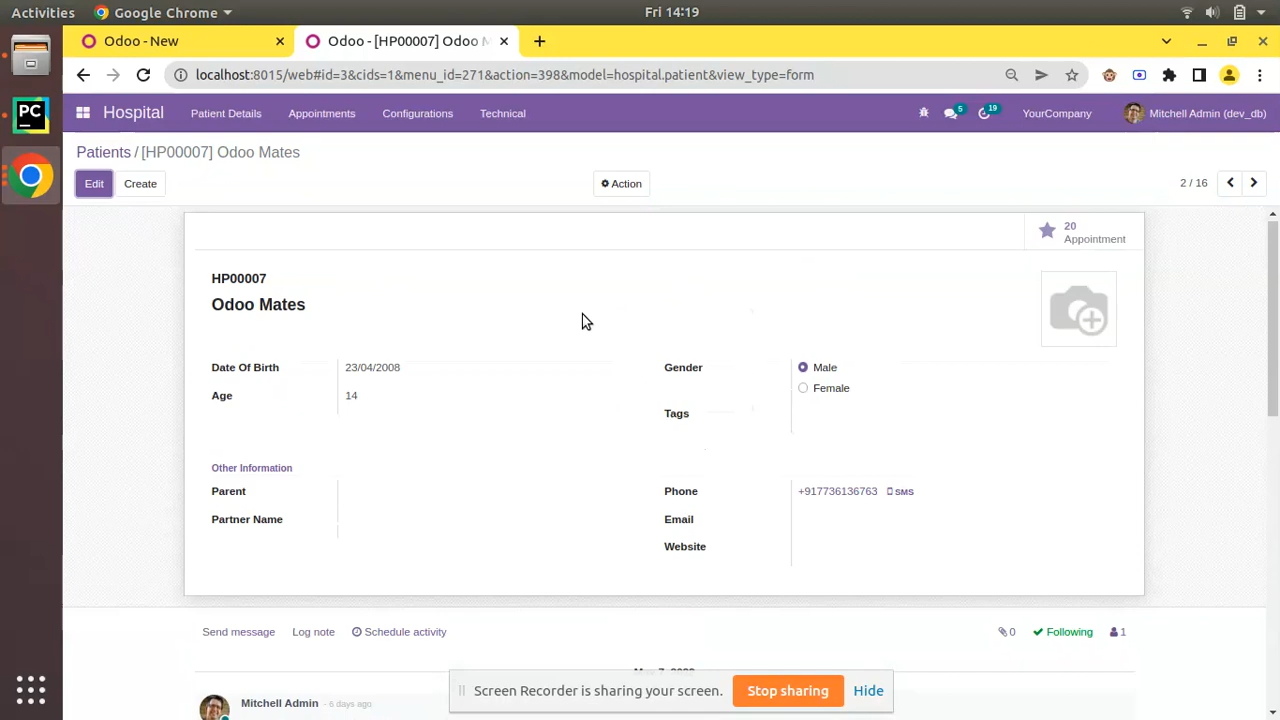 Activities Google Chrome Fri 14:19
Odoo - New Odoo - [HP00007] Odoo M
localhost:8015/web#id=3&cids=1&menu_id=271&action=398&model=hospital.patient&view_type=form
Hospital Patient Details Appointments Configurations Technical 5 19 YourCompany Mitchell Admin (dev_db)
Patients / [HP00007] Odoo Mates
Edit Create Action 2 / 16
20
Appointment
HP00007
Odoo Mates
Date Of Birth 23/04/2008 Gender Male
Age 14 Female
Tags
Other Information
Parent Phone +917736136763 SMS
Partner Name Email
Website
Send message Log note Schedule activity 0 Following 1
Screen Recorder is sharing your screen. Stop sharing Hide
Mitchell Admin - 6 days ago
PC